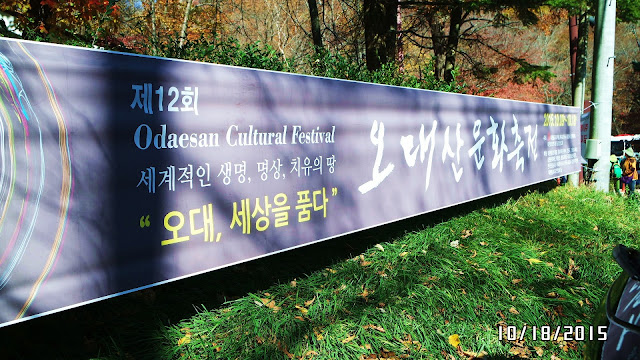 제12회
Odaesan Cultural Festival
세계적인 생명, 명상, 치유의 땅
“ 오대, 세상을 품다 ”
오대산문화축전
10/18/2015